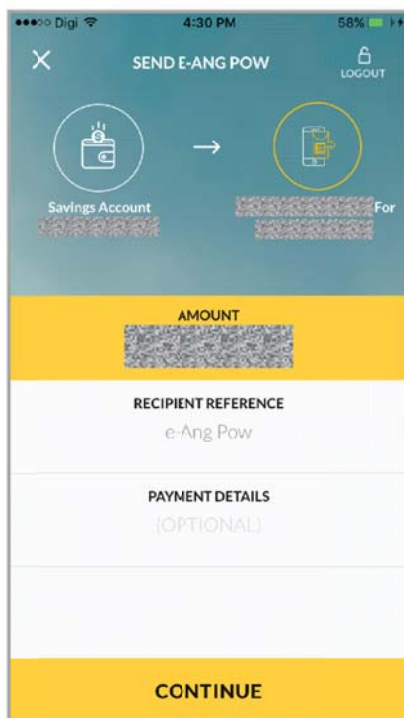 Digi 4:30 PM 58%
SEND E-ANG POW
LOGOUT
Savings Account
For
AMOUNT
RECIPIENT REFERENCE
e-Ang Pow
PAYMENT DETAILS
(OPTIONAL)
CONTINUE